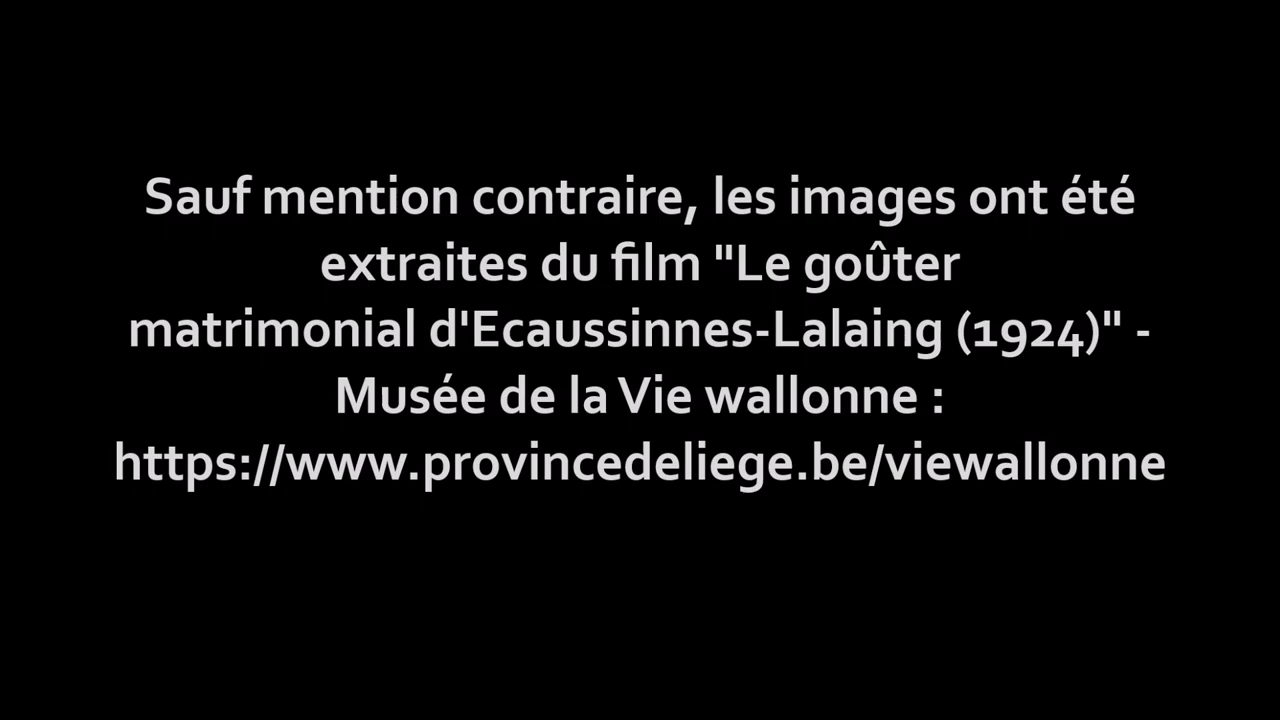 Sauf mention contraire, les images ont été
extraites du film "Le goûter
matrimonial d'Ecaussinnes-Lalaing (1924)" -
Musée de la Vie wallonne :
https://www.provincedeliege.be/viewallonne